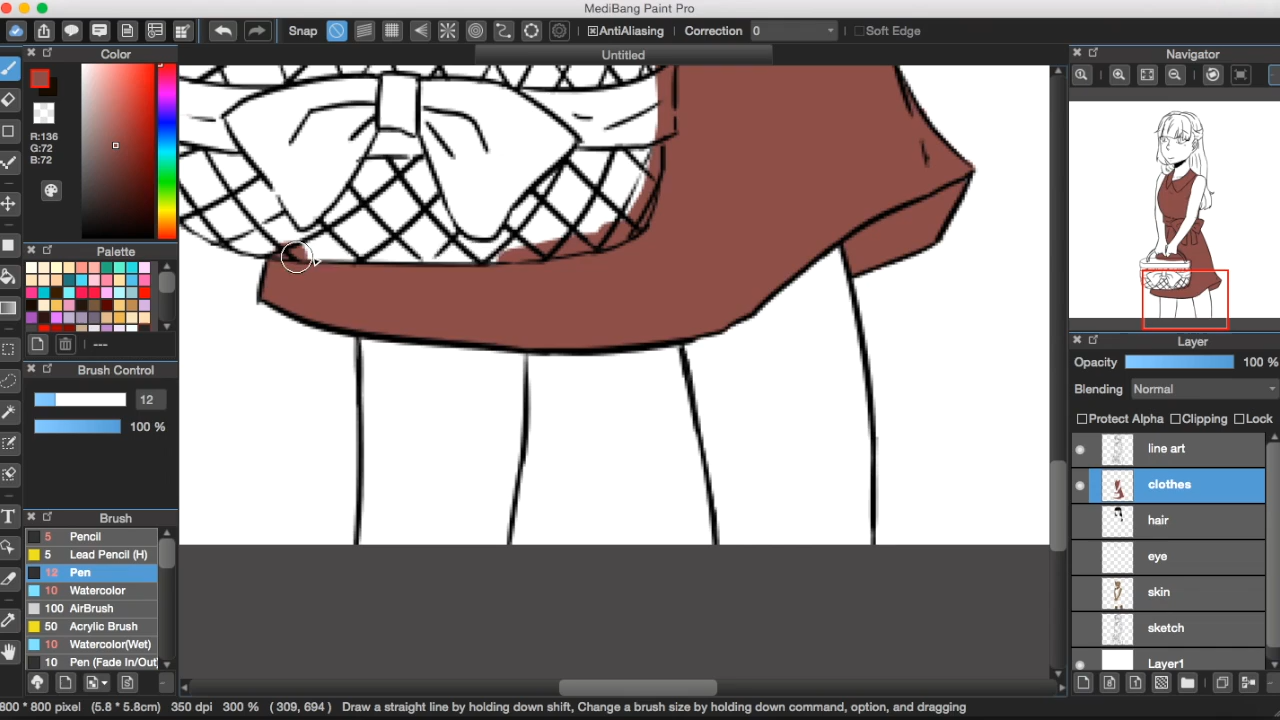 MediBang Paint Pro
Snap
AntiAliasing
Correction
0
Soft Edge
Untitled
Color
R:136
G:72
B:72
Palette
---
Brush Control
12
100 %
Brush
5 Pencil
5 Lead Pencil (H)
12 Pen
10 Watercolor
100 AirBrush
50 Acrylic Brush
10 Watercolor(Wet)
10 Pen (Fade In/Out
Navigator
Layer
Opacity 100 %
Blending Normal
Protect Alpha Clipping Lock
line art
clothes
hair
eye
skin
sketch
Layer1
800 * 800 pixel (5.8 * 5.8cm) 350 dpi 300 % ( 309, 694 ) Draw a straight line by holding down shift, Change a brush size by holding down command, option, and dragging